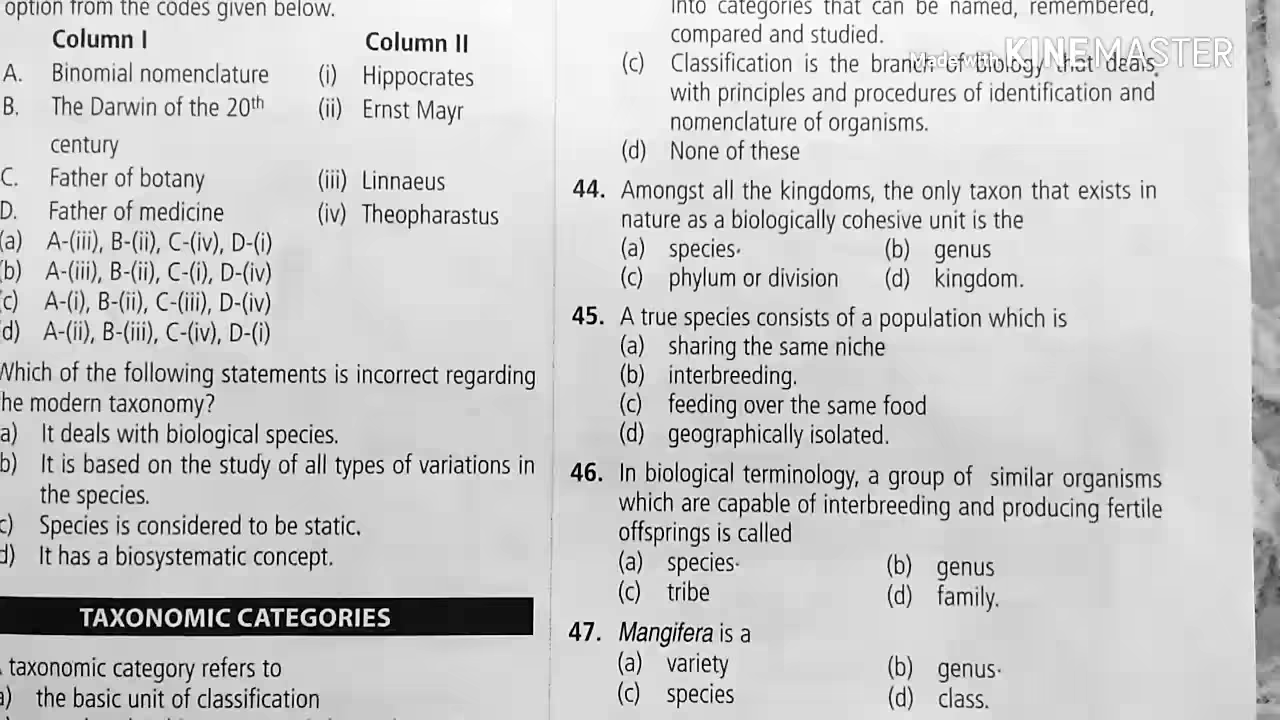 option from the codes given below.
Column I Column II
A. Binomial nomenclature (i) Hippocrates
B. The Darwin of the 20th (ii) Ernst Mayr
century
C. Father of botany (iii) Linnaeus
D. Father of medicine (iv) Theopharastus
(a) A-(iii), B-(ii), C-(iv), D-(i)
(b) A-(iii), B-(ii), C-(i), D-(iv)
(c) A-(i), B-(ii), C-(iii), D-(iv)
(d) A-(ii), B-(iii), C-(iv), D-(i)
Which of the following statements is incorrect regarding
he modern taxonomy?
a) It deals with biological species.
b) It is based on the study of all types of variations in
the species.
c) Species is considered to be static.
d) It has a biosystematic concept.
TAXONOMIC CATEGORIES
taxonomic category refers to
a) the basic unit of classification
into categories that can be named, remembered,
compared and studied.
(c) Classification is the branch of biology that deals
with principles and procedures of identification and
nomenclature of organisms.
(d) None of these
44. Amongst all the kingdoms, the only taxon that exists in
nature as a biologically cohesive unit is the
(a) species (b) genus
(c) phylum or division (d) kingdom.
45. A true species consists of a population which is
(a) sharing the same niche
(b) interbreeding.
(c) feeding over the same food
(d) geographically isolated.
46. In biological terminology, a group of similar organisms
which are capable of interbreeding and producing fertile
offsprings is called
(a) species (b) genus
(c) tribe (d) family.
47. Mangifera is a
(a) variety (b) genus
(c) species (d) class.
Made with KINEMASTER